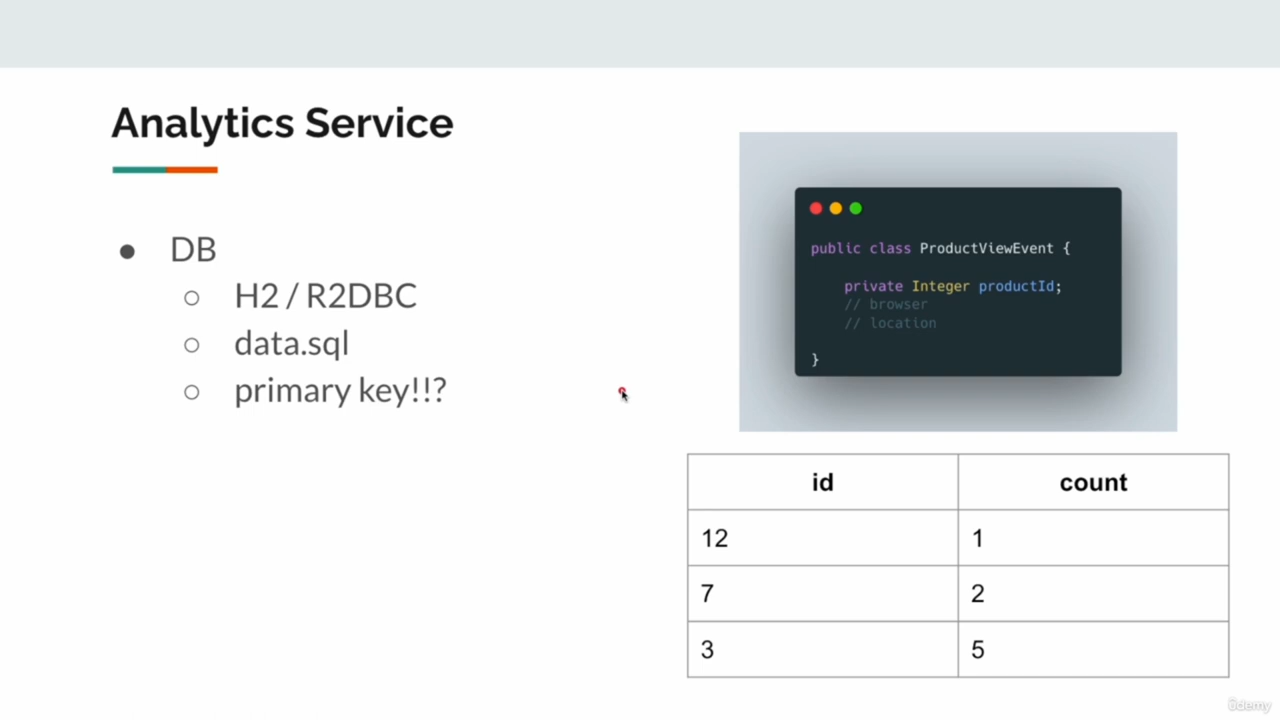 Analytics Service
● DB
○ H2 / R2DBC
○ data.sql
○ primary key!!?
public class ProductViewEvent {
private Integer productId;
// browser
// location
}
id count
12 1
7 2
3 5
ûdemy